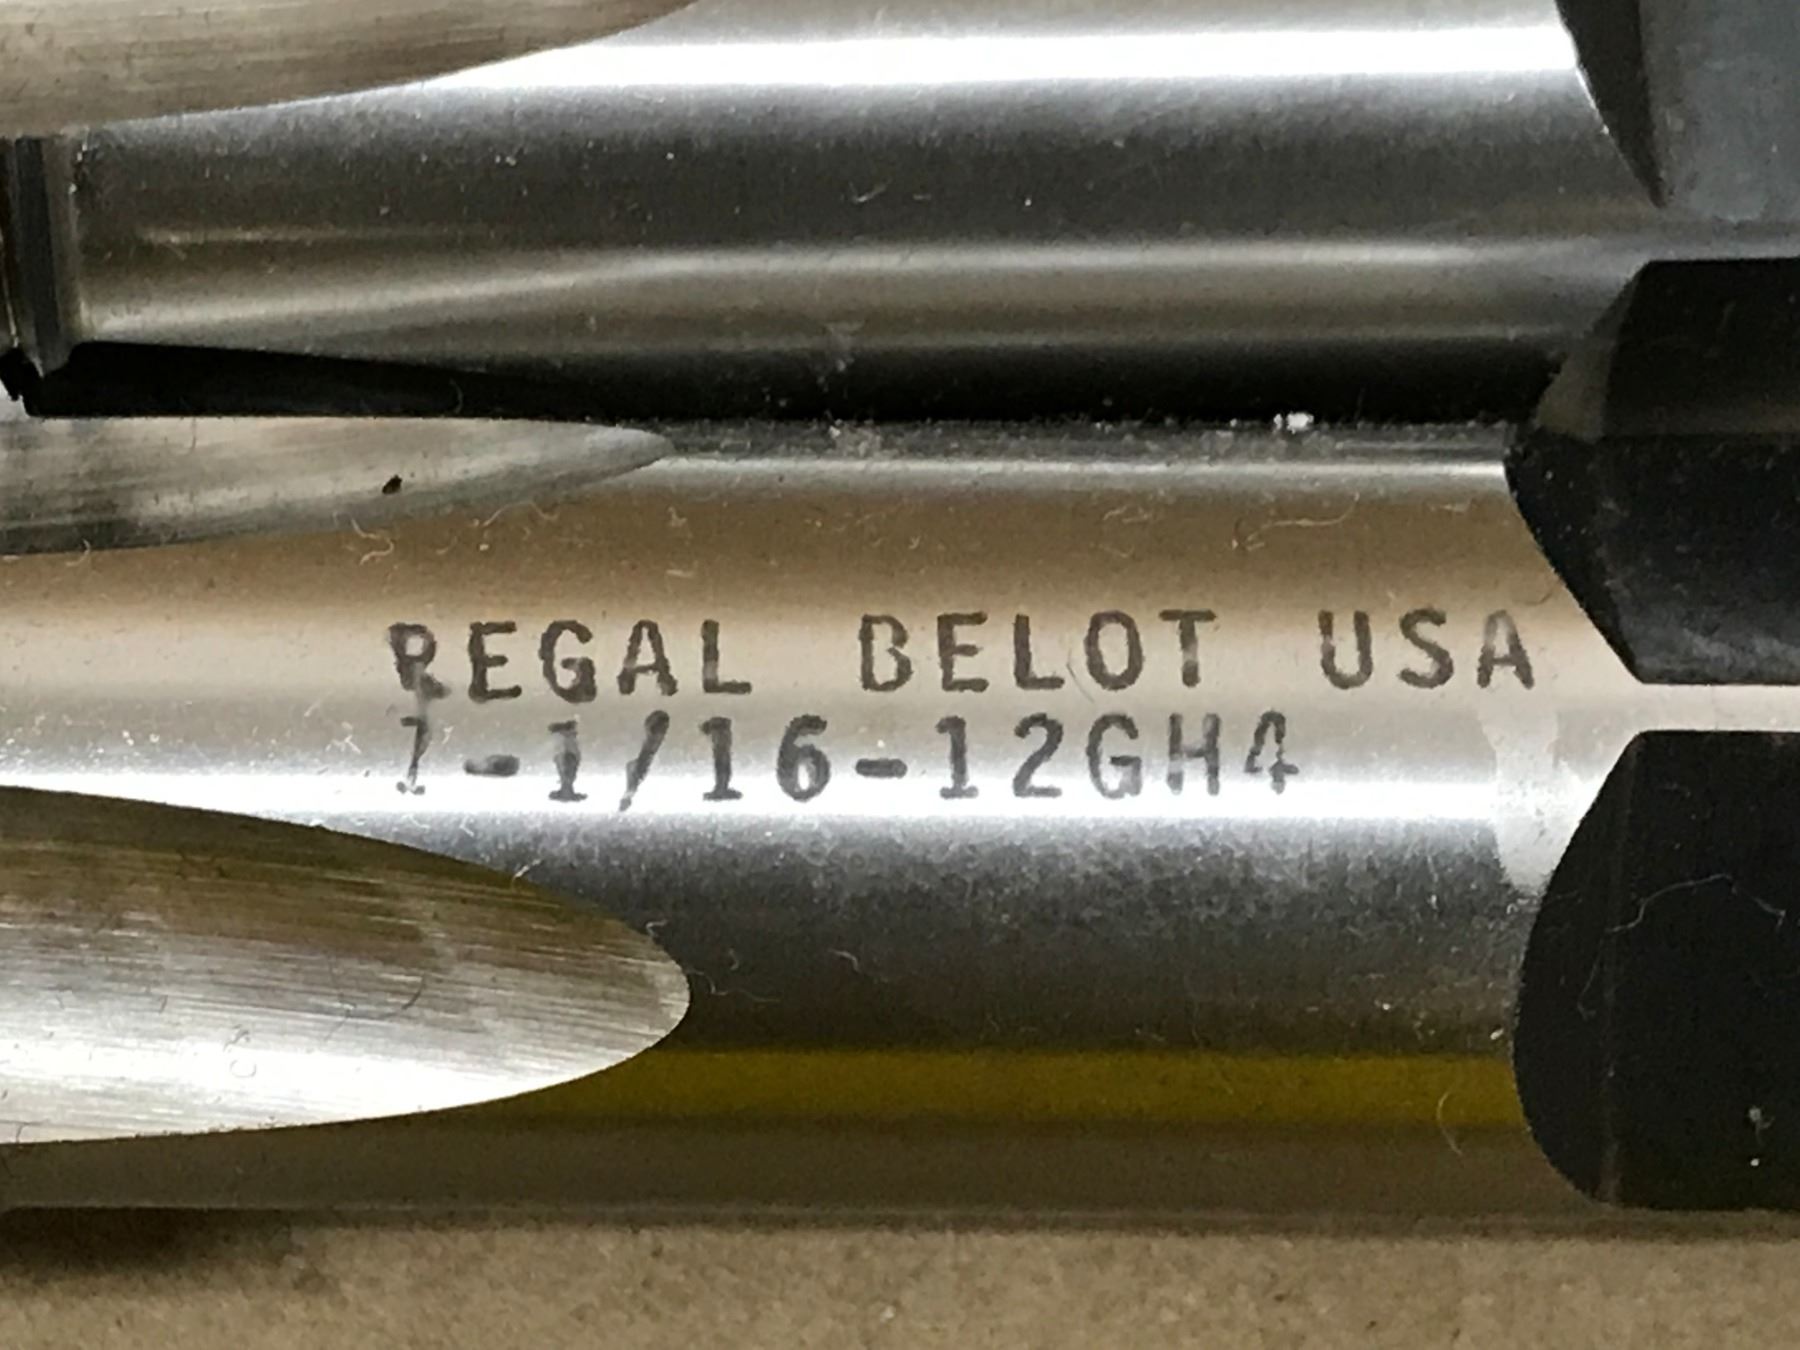 REGAL BELOT USA
1-1/16-12GH4